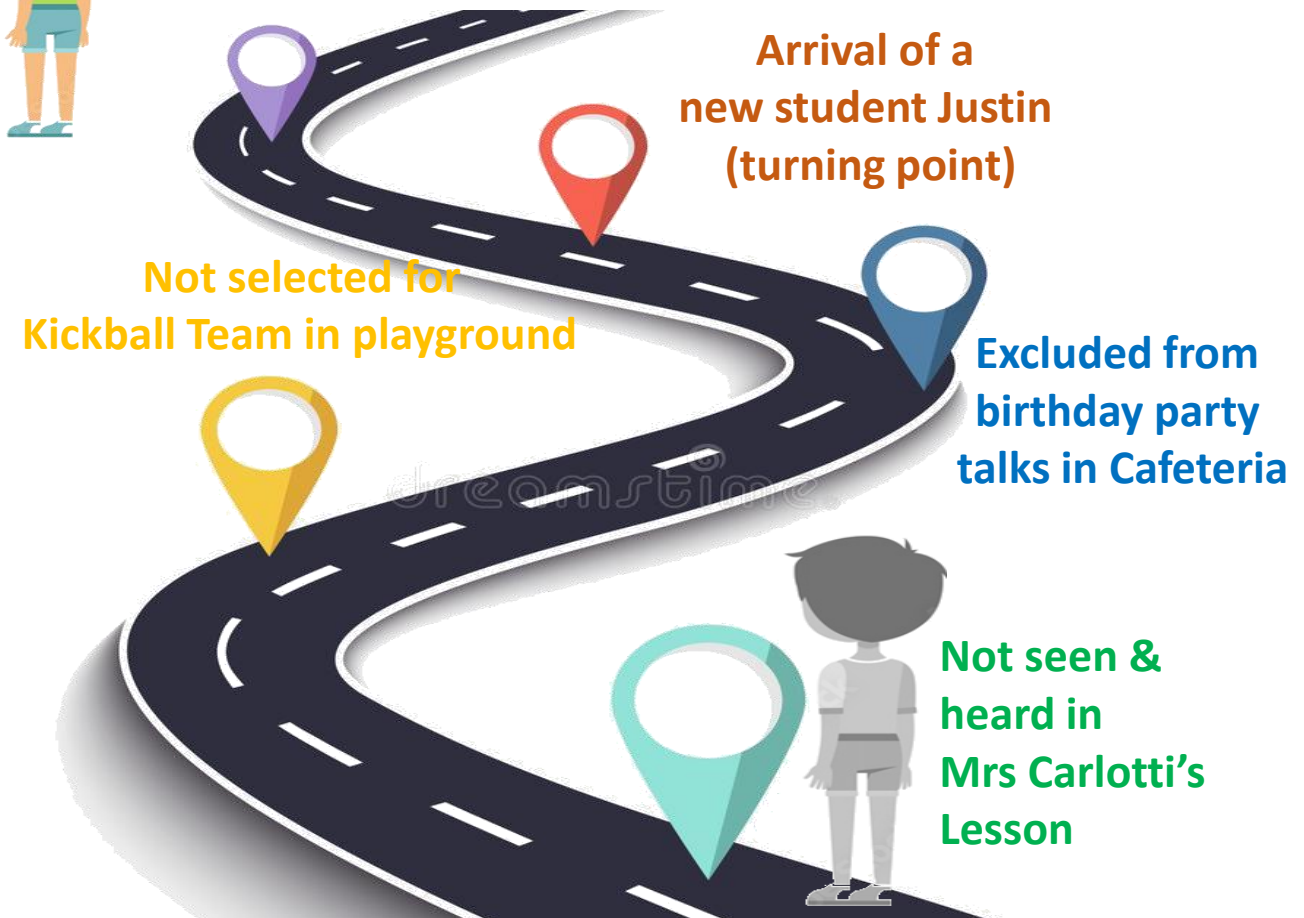 Arrival of a
new student Justin
(turning point)
Not selected for
Kickball Team in playground
Excluded from
birthday party
talks in Cafeteria
dreamstime
Not seen &
heard in
Mrs Carlotti's
Lesson